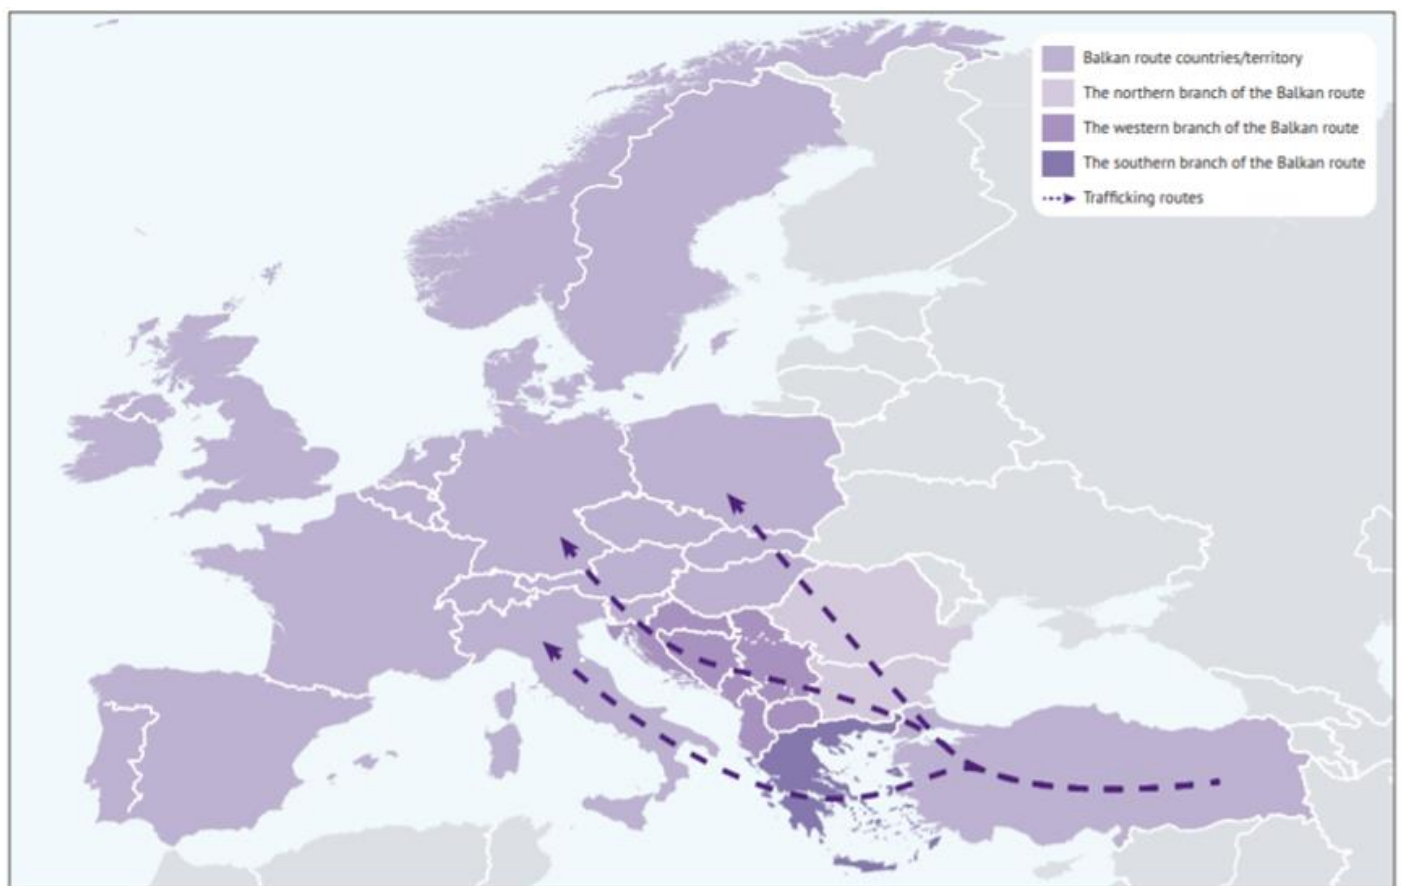 Balkan route countries/territory
The northern branch of the Balkan route
The western branch of the Balkan route
The southern branch of the Balkan route
Trafficking routes